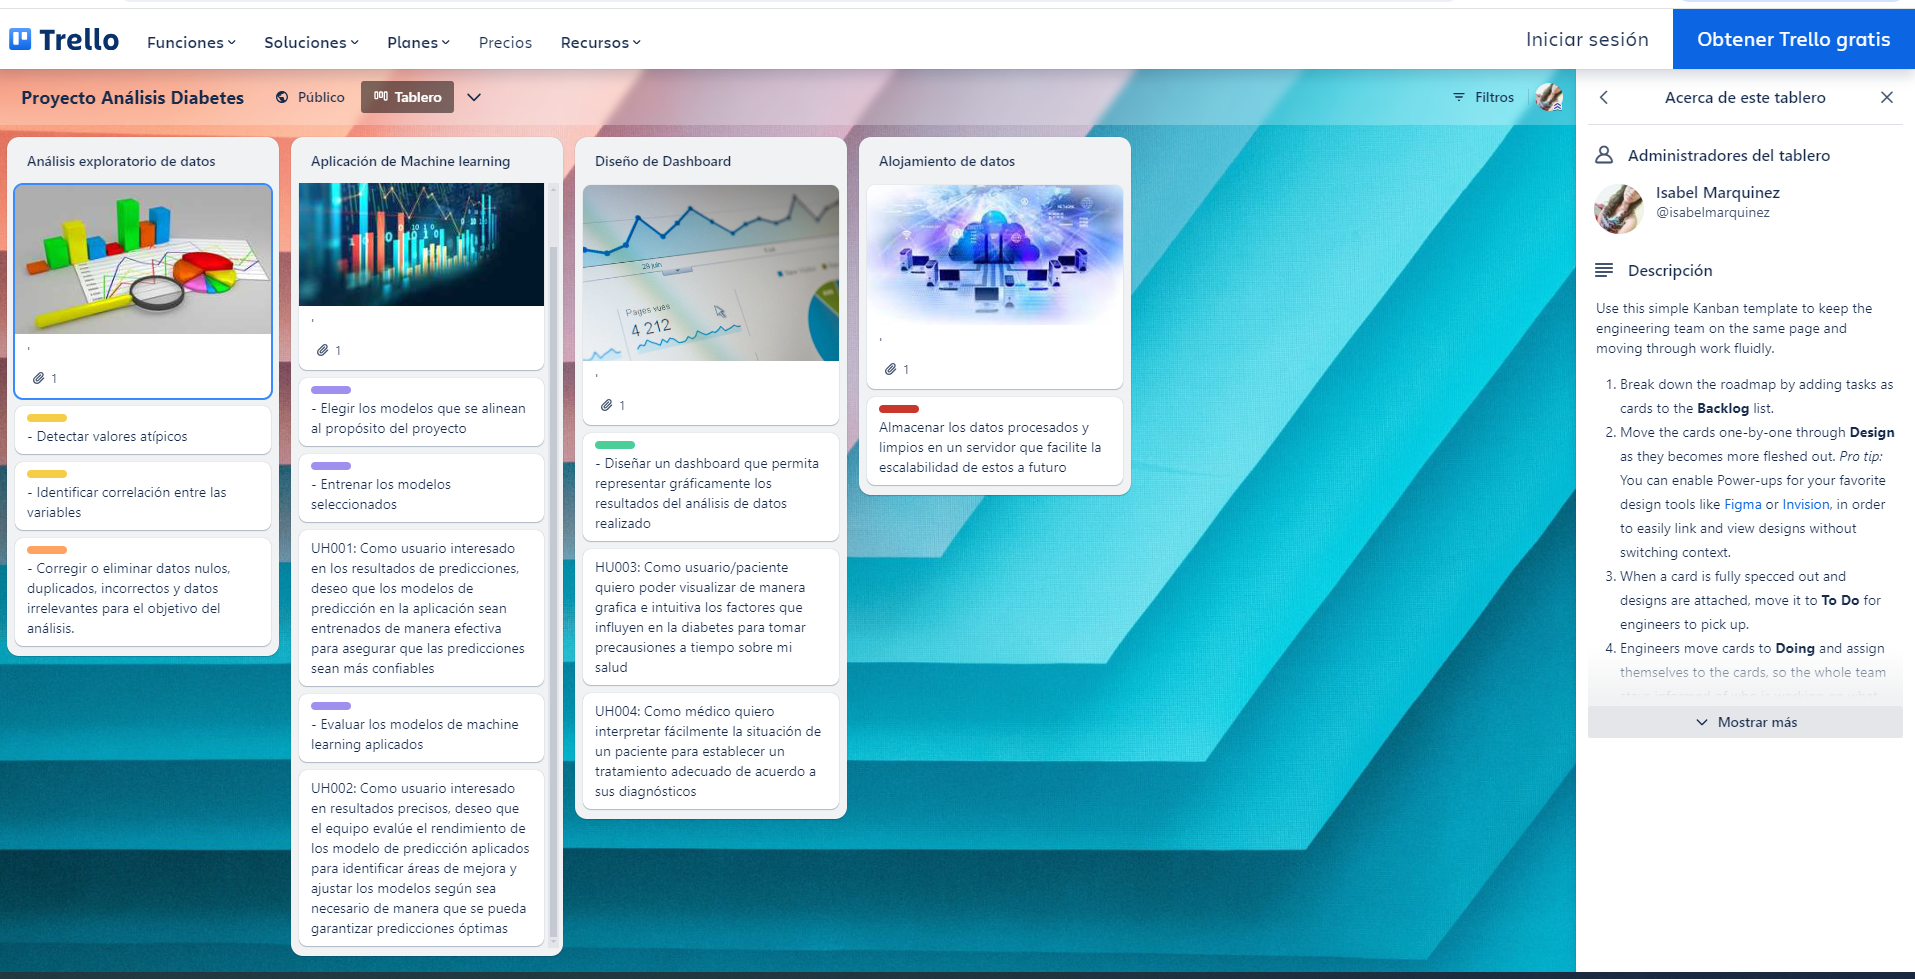 Trello
Funciones
Soluciones
Planes
Precios
Recursos
Iniciar sesión
Obtener Trello gratis
Proyecto Análisis Diabetes
Público
Tablero
Filtros
Análisis exploratorio de datos
'
1
- Detectar valores atípicos
- Identificar correlación entre las
variables
- Corregir o eliminar datos nulos,
duplicados, incorrectos y datos
irrelevantes para el objetivo del
análisis.
Aplicación de Machine learning
'
1
- Elegir los modelos que se alinean
al propósito del proyecto
- Entrenar los modelos
seleccionados
UH001: Como usuario interesado
en los resultados de predicciones,
deseo que los modelos de
predicción en la aplicación sean
entrenados de manera efectiva
para asegurar que las predicciones
sean más confiables
- Evaluar los modelos de machine
learning aplicados
UH002: Como usuario interesado
en resultados precisos, deseo que
el equipo evalúe el rendimiento de
los modelo de predicción aplicados
para identificar áreas de mejora y
ajustar los modelos según sea
necesario de manera que se pueda
garantizar predicciones óptimas
Diseño de Dashboard
29 juin
Pages vues
4 212
'
1
- Diseñar un dashboard que permita
representar gráficamente los
resultados del análisis de datos
realizado
HU003: Como usuario/paciente
quiero poder visualizar de manera
grafica e intuitiva los factores que
influyen en la diabetes para tomar
precausiones a tiempo sobre mi
salud
UH004: Como médico quiero
interpretar fácilmente la situación de
un paciente para establecer un
tratamiento adecuado de acuerdo a
sus diagnósticos
Alojamiento de datos
'
1
Almacenar los datos procesados y
limpios en un servidor que facilite la
escalabilidad de estos a futuro
Acerca de este tablero
Administradores del tablero
Isabel Marquinez
@isabelmarquinez
Descripción
Use this simple Kanban template to keep the
engineering team on the same page and
moving through work fluidly.
1. Break down the roadmap by adding tasks as
cards to the Backlog list.
2. Move the cards one-by-one through Design
as they becomes more fleshed out. Pro tip:
You can enable Power-ups for your favorite
design tools like Figma or Invision, in order
to easily link and view designs without
switching context.
3. When a card is fully specced out and
designs are attached, move it to To Do for
engineers to pick up.
4. Engineers move cards to Doing and assign
themselves to the cards, so the whole team
Mostrar más